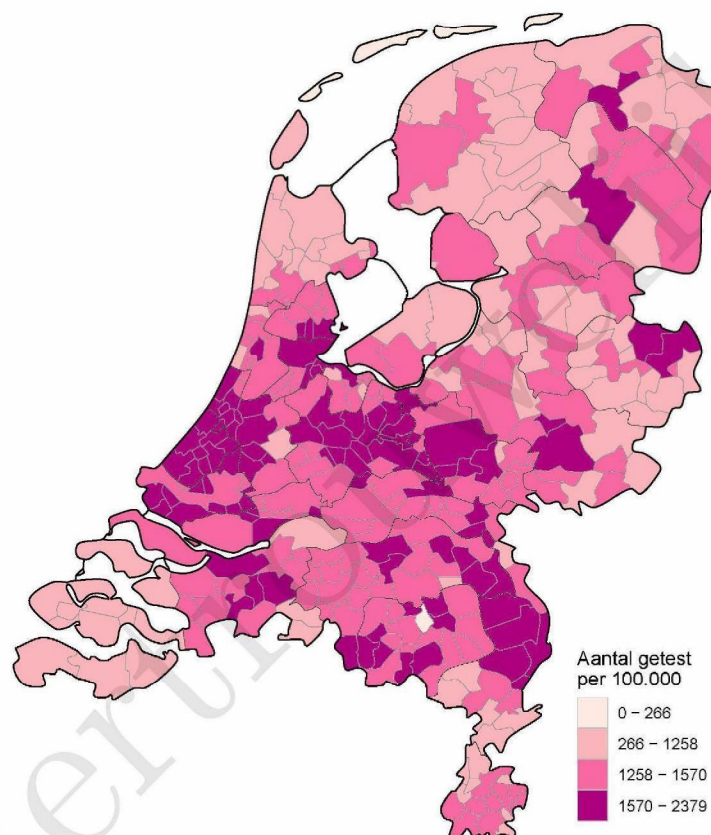 Aantal getest
per 100.000
0 – 266
266 – 1258
1258 – 1570
1570 – 2379